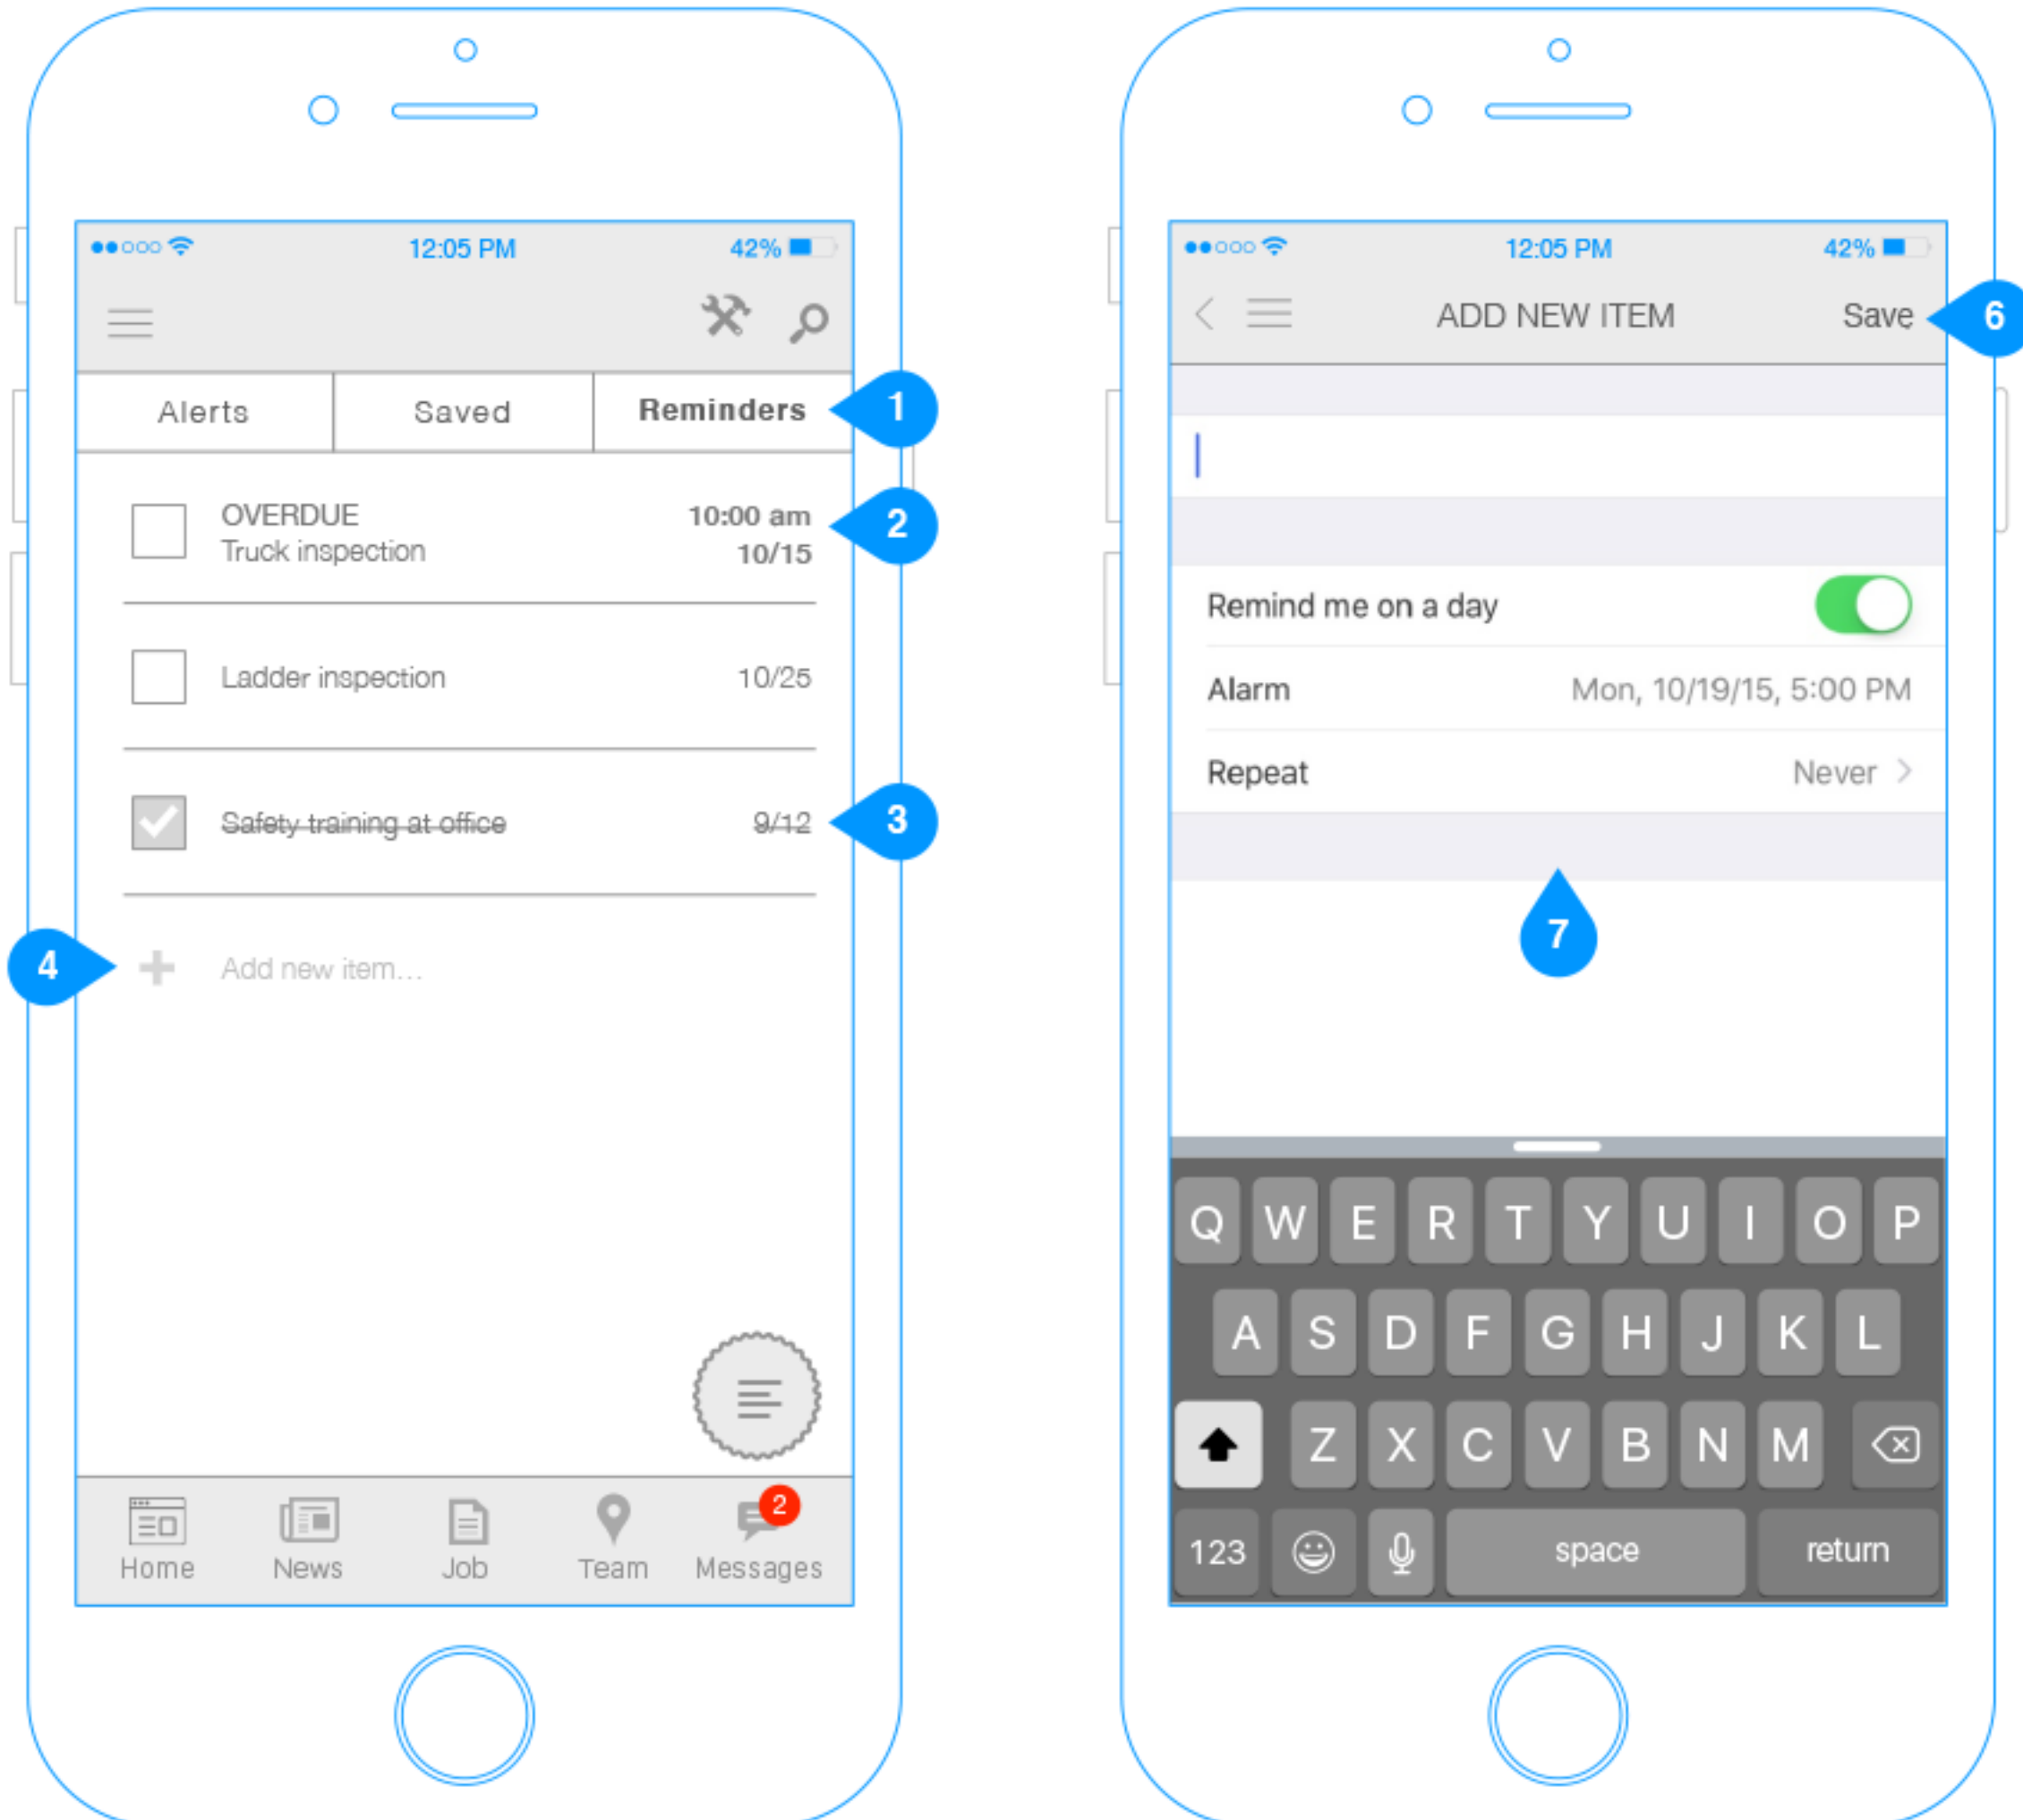 12:05 PM 42%
Alerts Saved Reminders 1
OVERDUE 10:00 am 2
Truck inspection 10/15
Ladder inspection 10/25
Safety training at office 9/12 3
4 Add new item...
Home News Job Team Messages 2
12:05 PM 42%
ADD NEW ITEM Save 6
Remind me on a day
Alarm Mon, 10/19/15, 5:00 PM
Repeat Never
7
Q W E R T Y U I O P
A S D F G H J K L
Z X C V B N M
123 space return